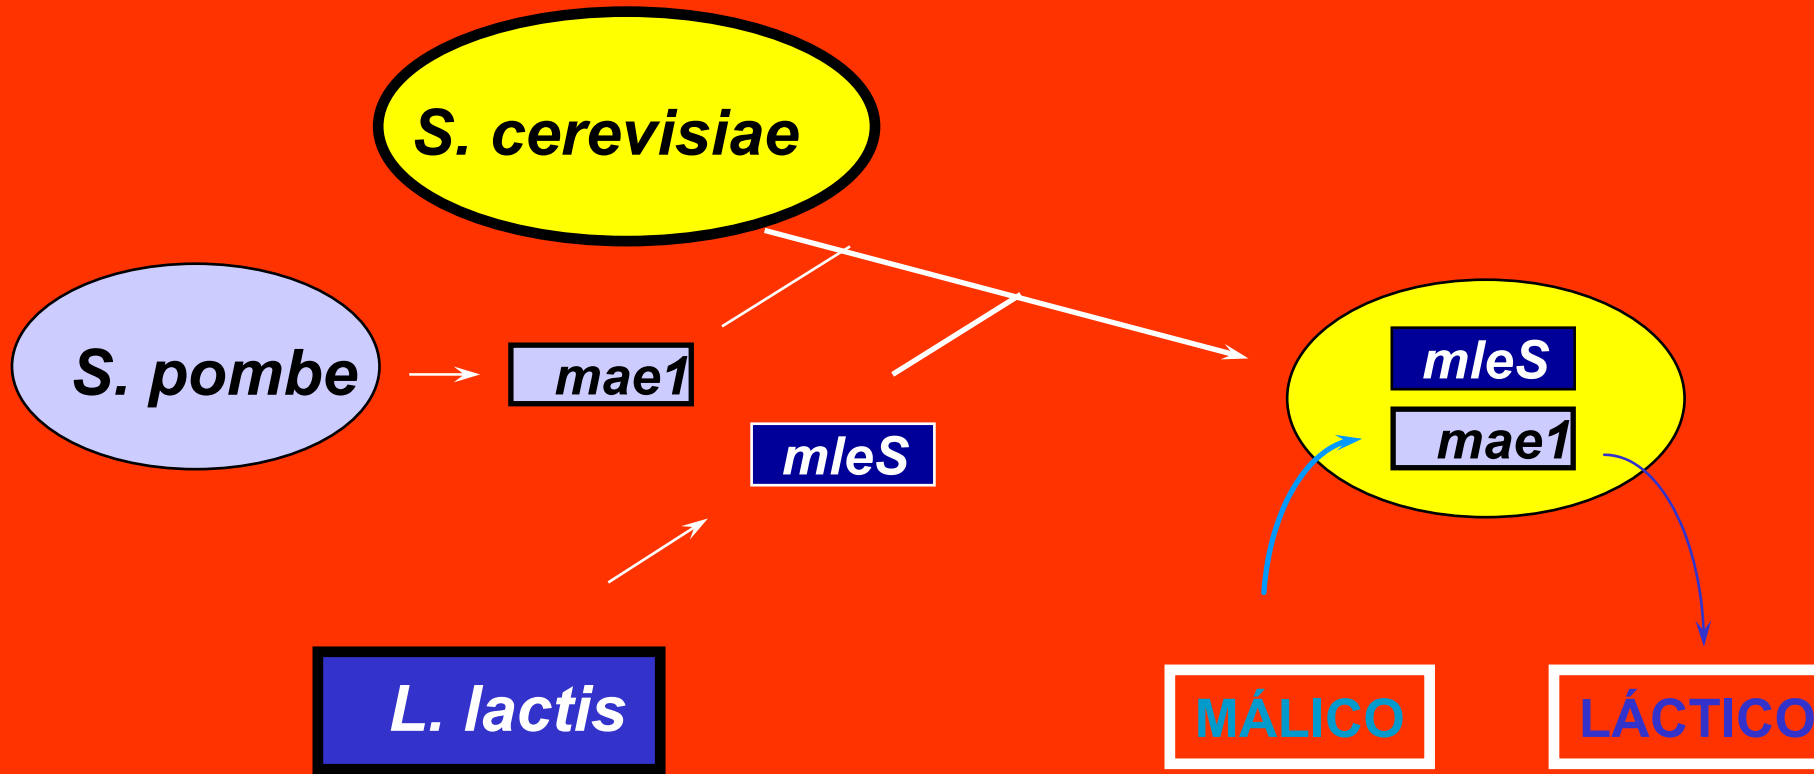 S. cerevisiae
S. pombe
mae1
mleS
L. lactis
mleS
mae1
MÁLICO
LÁCTICO